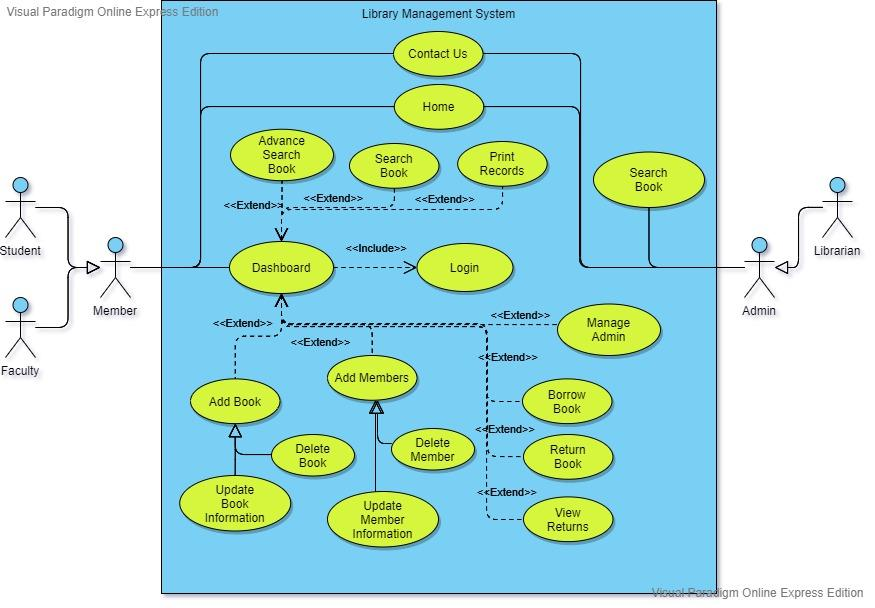 Visual Paradigm Online Express Edition
Library Management System
Contact Us
Home
Advance
Search
Book
Search
Book
Print
Records
Search
Book
<<Extend>>
<<Extend>>
<<Extend>>
Student
Member
Dashboard
<<Include>>
Login
Librarian
Admin
Faculty
<<Extend>>
<<Extend>>
<<Extend>>
Manage
Admin
<<Extend>>
Add Book
Add Members
Borrow
Book
<<Extend>>
Delete
Book
Delete
Member
Return
Book
<<Extend>>
Update
Book
Information
Update
Member
Information
View
Returns
Visual Paradigm Online Express Edition